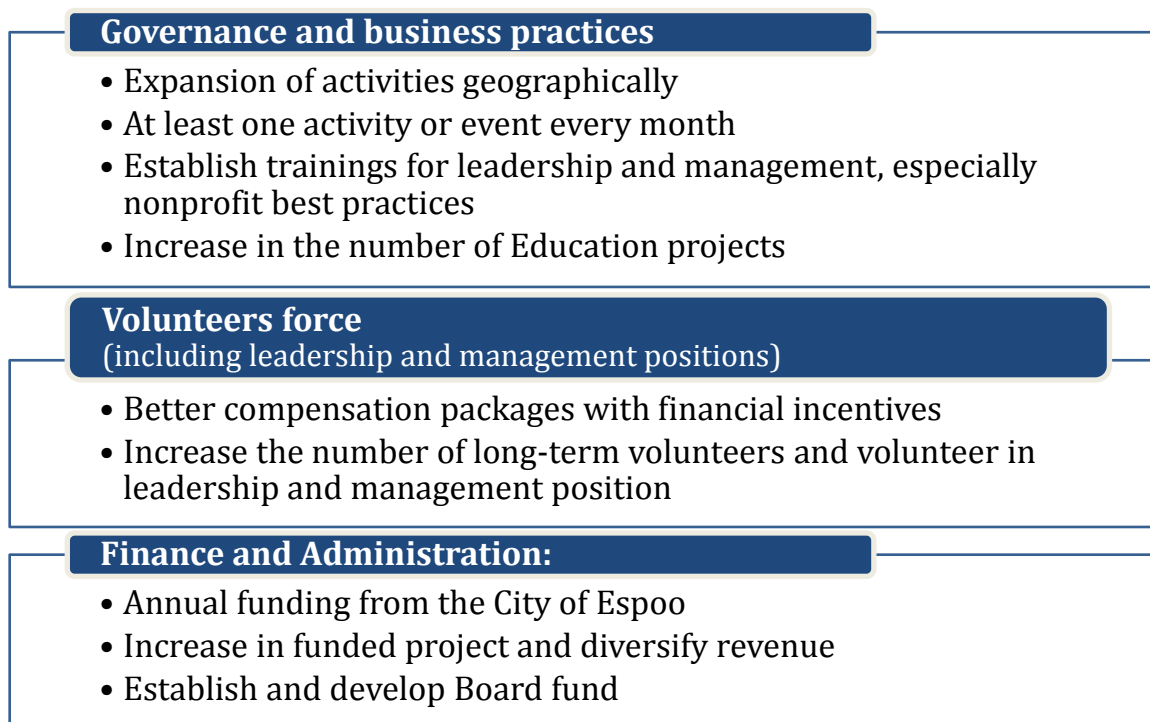 Governance and business practices
• Expansion of activities geographically
• At least one activity or event every month
• Establish trainings for leadership and management, especially
nonprofit best practices
• Increase in the number of Education projects
Volunteers force
(including leadership and management positions)
• Better compensation packages with financial incentives
• Increase the number of long-term volunteers and volunteer in
leadership and management position
Finance and Administration:
• Annual funding from the City of Espoo
• Increase in funded project and diversify revenue
• Establish and develop Board fund